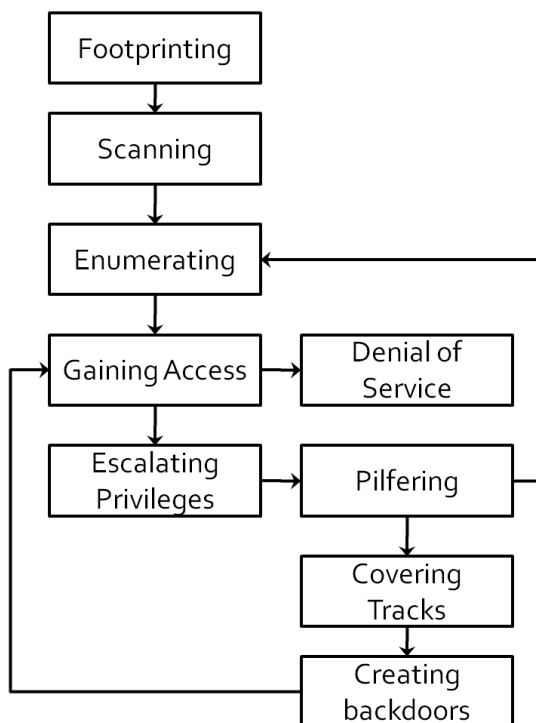 Footprinting
Scanning
Enumerating
Gaining Access
Denial of
Service
Escalating
Privileges
Pilfering
Covering
Tracks
Creating
backdoors